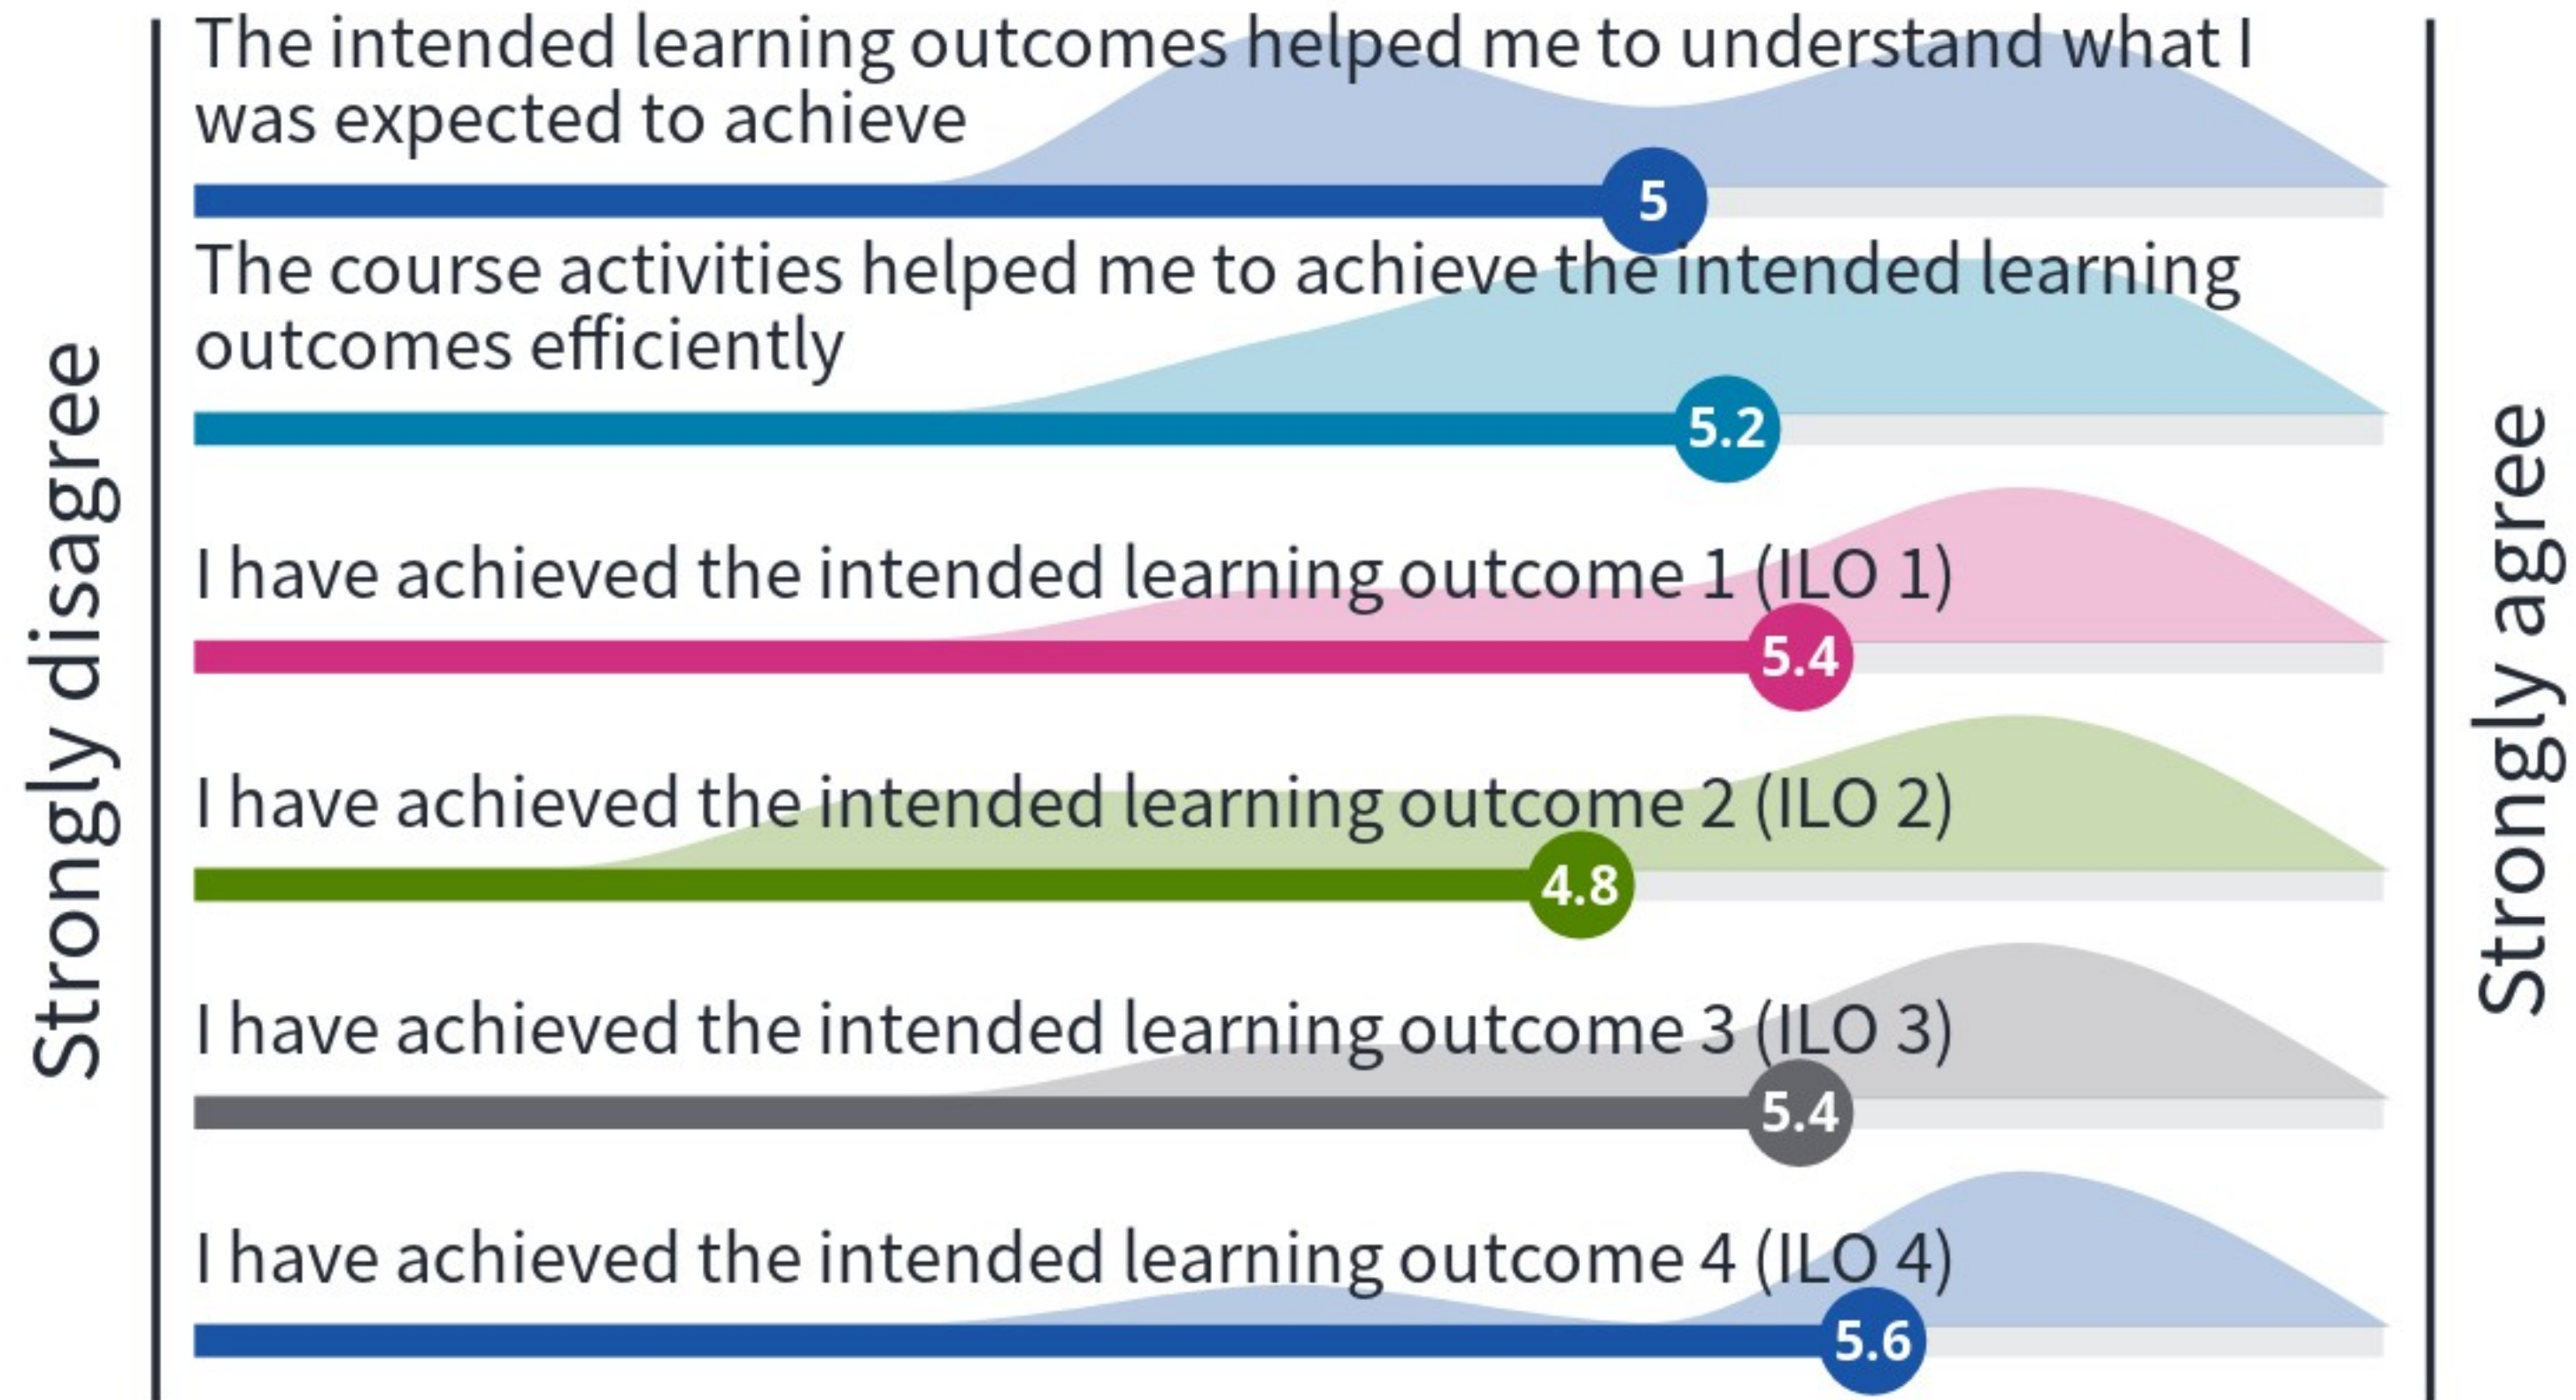 Strongly disagree
The intended learning outcomes helped me to understand what I
was expected to achieve
5
The course activities helped me to achieve the intended learning
outcomes efficiently
5.2
I have achieved the intended learning outcome 1 (ILO 1)
5.4
I have achieved the intended learning outcome 2 (ILO 2)
4.8
I have achieved the intended learning outcome 3 (ILO 3)
5.4
I have achieved the intended learning outcome 4 (ILO 4)
5.6
Strongly agree